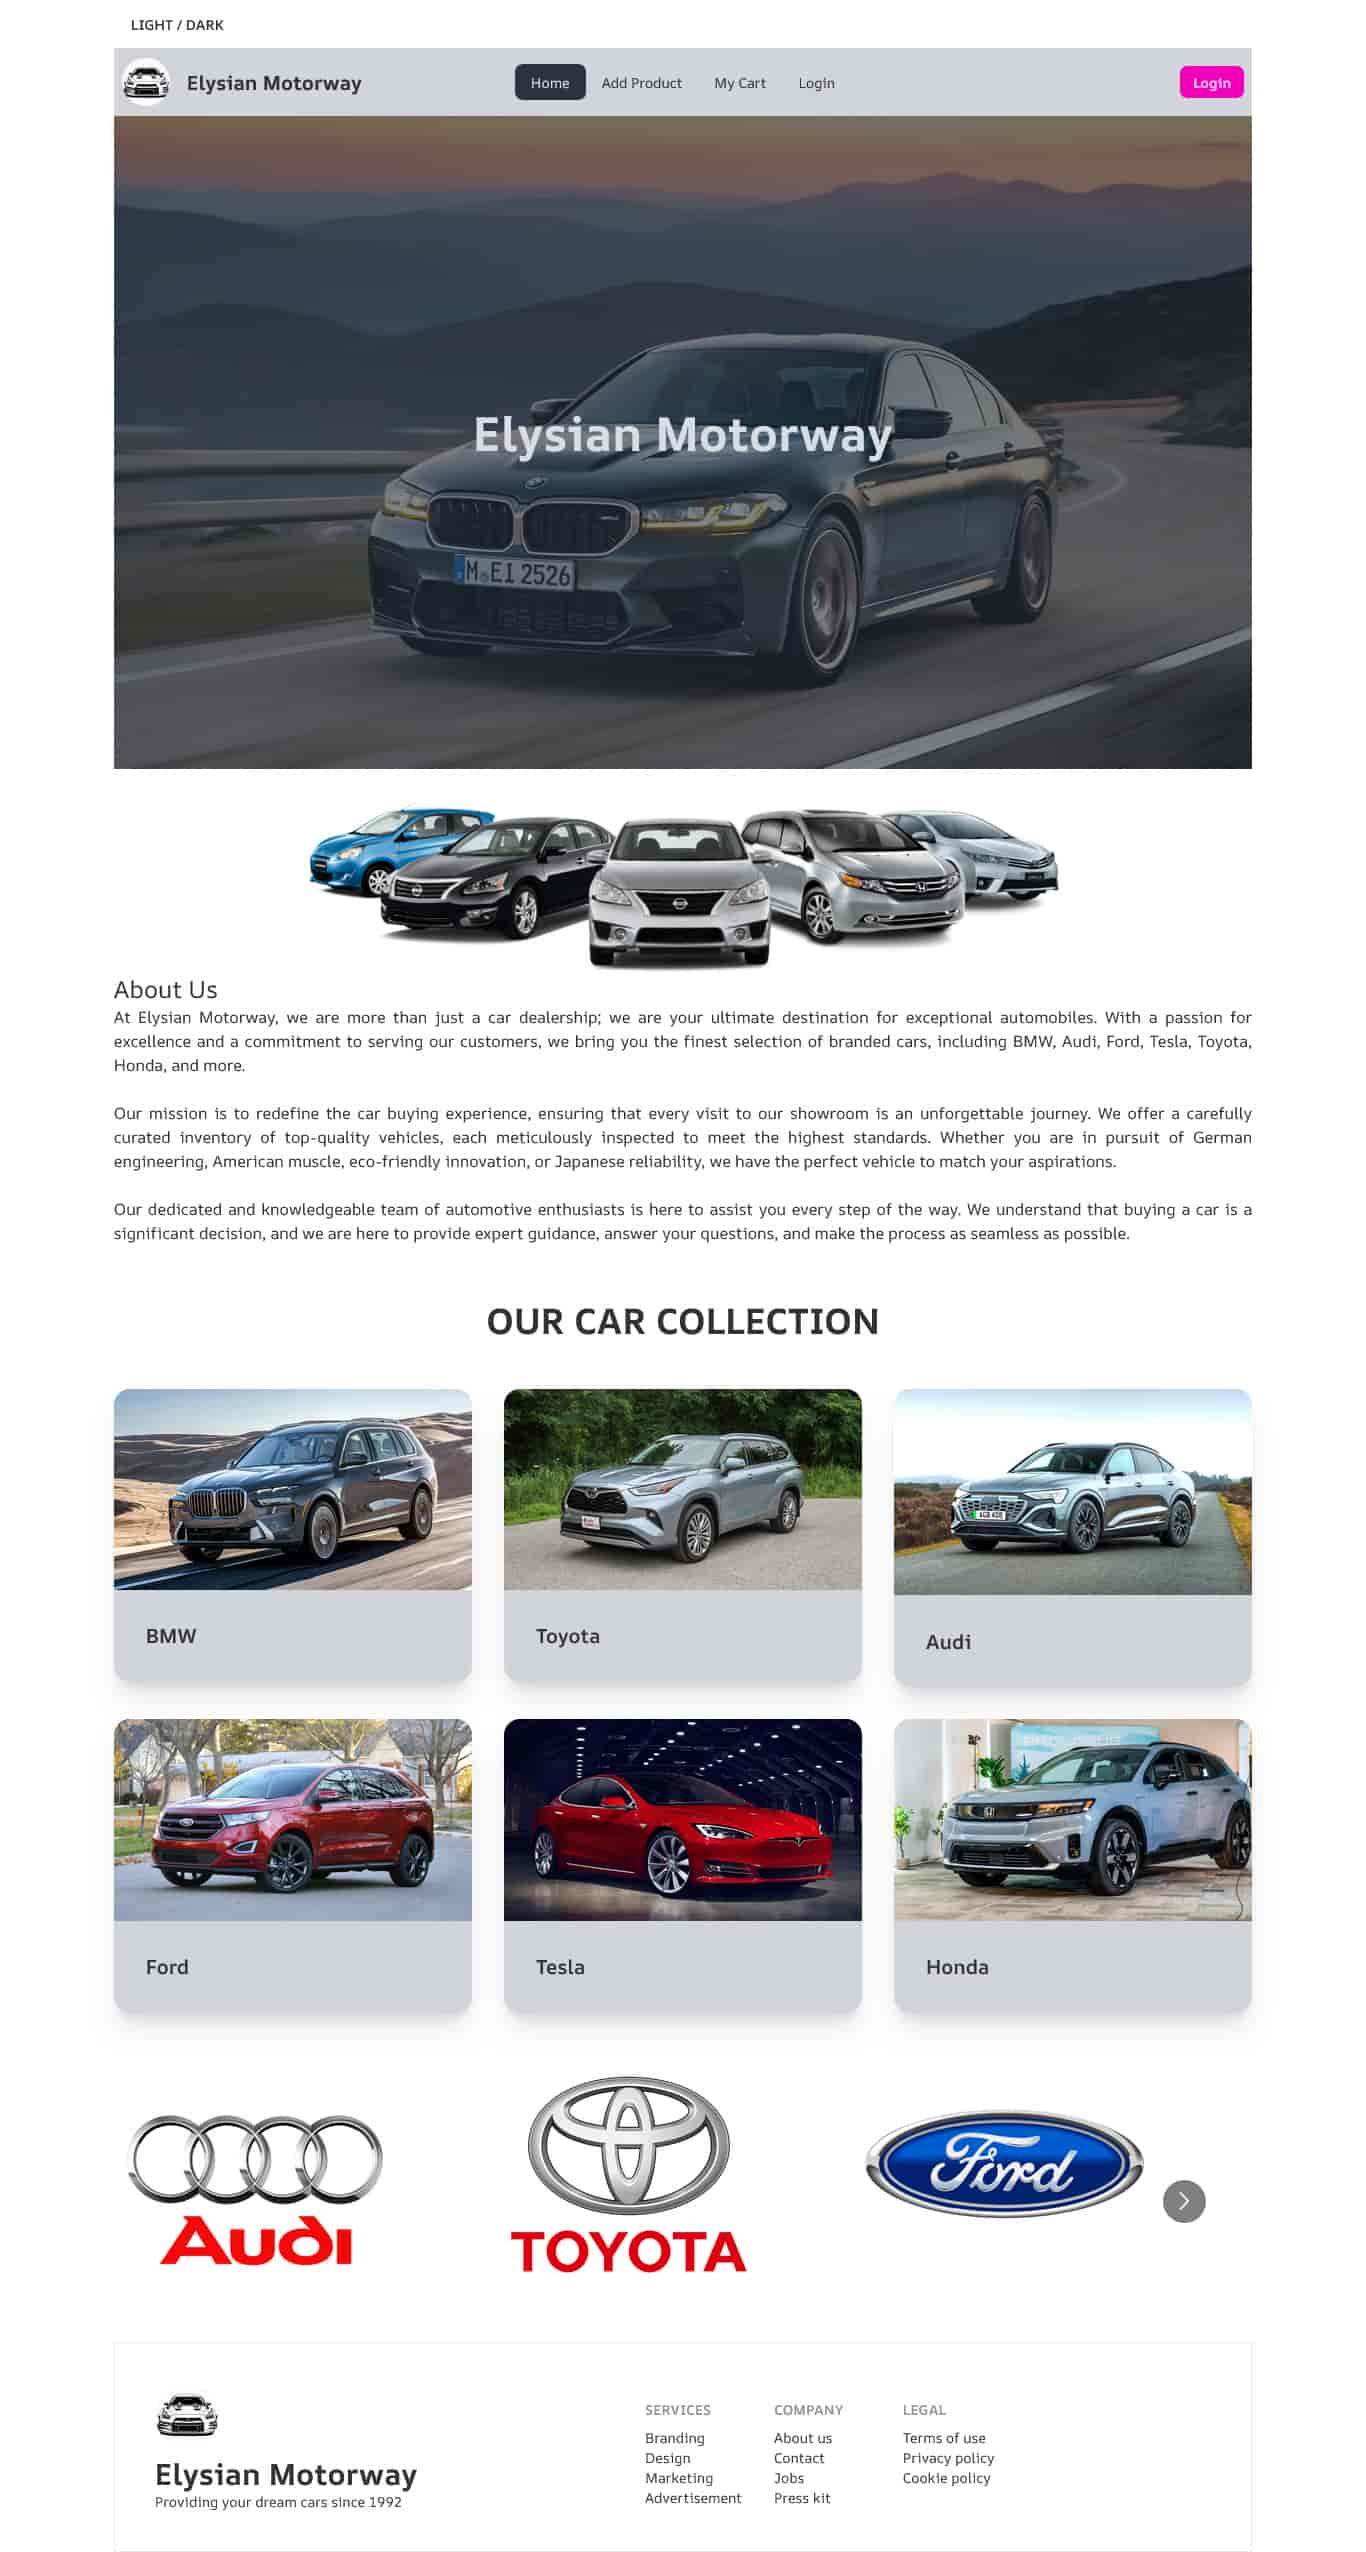 LIGHT / DARK
Elysian Motorway
Home
Add Product
My Cart
Login
Login
Elysian Motorway
M EI 2526
About Us
At Elysian Motorway, we are more than just a car dealership; we are your ultimate destination for exceptional automobiles. With a passion for
excellence and a commitment to serving our customers, we bring you the finest selection of branded cars, including BMW, Audi, Ford, Tesla, Toyota,
Honda, and more.
Our mission is to redefine the car buying experience, ensuring that every visit to our showroom is an unforgettable journey. We offer a carefully
curated inventory of top-quality vehicles, each meticulously inspected to meet the highest standards. Whether you are in pursuit of German
engineering, American muscle, eco-friendly innovation, or Japanese reliability, we have the perfect vehicle to match your aspirations.
Our dedicated and knowledgeable team of automotive enthusiasts is here to assist you every step of the way. We understand that buying a car is a
significant decision, and we are here to provide expert guidance, answer your questions, and make the process as seamless as possible.
OUR CAR COLLECTION
BMW
Toyota
Audi
Ford
Tesla
Honda
Audi
TOYOTA
Ford
Elysian Motorway
Providing your dream cars since 1992
SERVICES
Branding
Design
Marketing
Advertisement
COMPANY
About us
Contact
Jobs
Press kit
LEGAL
Terms of use
Privacy policy
Cookie policy